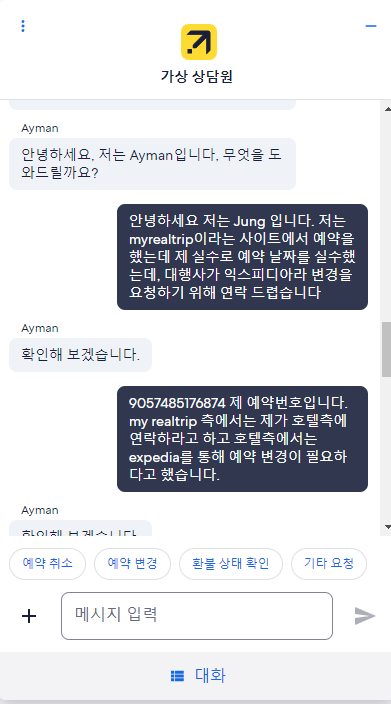 가상 상담원
Ayman
안녕하세요, 저는 Ayman입니다, 무엇을 도
와드릴까요?
안녕하세요 저는 Jung 입니다. 저는
myrealtrip이라는 사이트에서 예약을
했는데 제 실수로 예약 날짜를 실수했
는데, 대행사가 익스피디아라 변경을
요청하기 위해 연락 드렸습니다
Ayman
확인해 보겠습니다.
9057485176874 제 예약번호입니다.
my realtrip 측에서는 제가 호텔측에
연락하라고 하고 호텔측에서는
expedia를 통해 예약 변경이 필요하
다고 했습니다.
Ayman
확인해 보겠습니다
예약 취소
예약 변경
환불 상태 확인
기타 요청
메시지 입력
대화